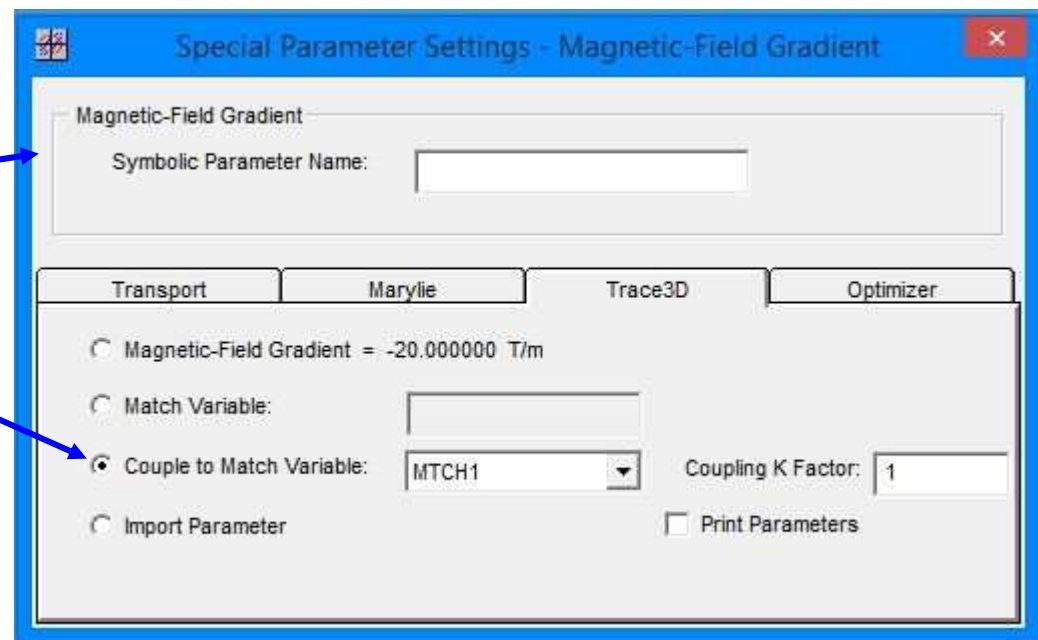 Special Parameter Settings - Magnetic-Field Gradient
Magnetic-Field Gradient
Symbolic Parameter Name:
Transport Marylie Trace3D Optimizer
Magnetic-Field Gradient = -20.000000 T/m
Match Variable:
Couple to Match Variable: MTCH1 Coupling K Factor: 1
Import Parameter Print Parameters